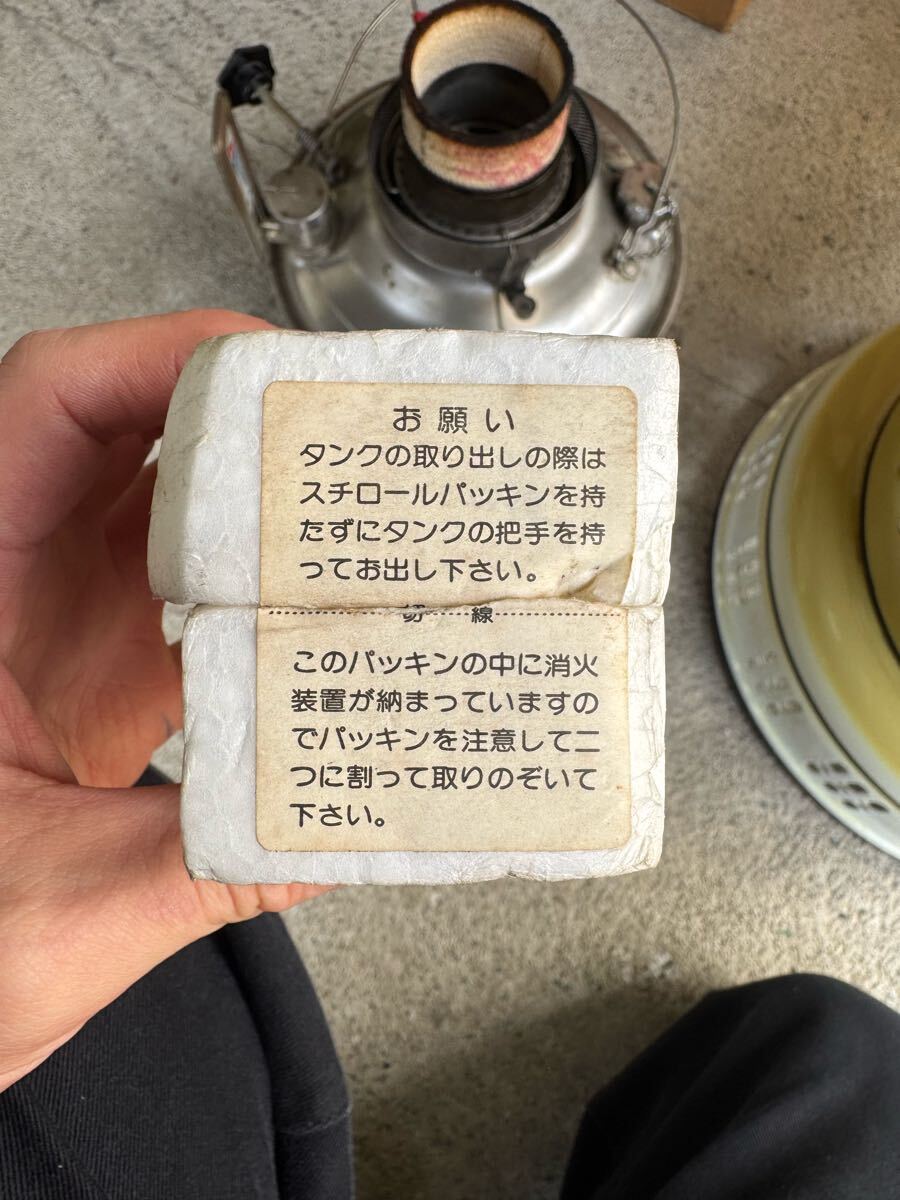 お願い
タンクの取り出しの際は
スチロールパッキンを持
たずにタンクの把手を持
ってお出し下さい。
切……線
このパッキンの中に消火
装置が納まっていますの
でパッキンを注意して二
つに割って取りのぞいて
下さい。